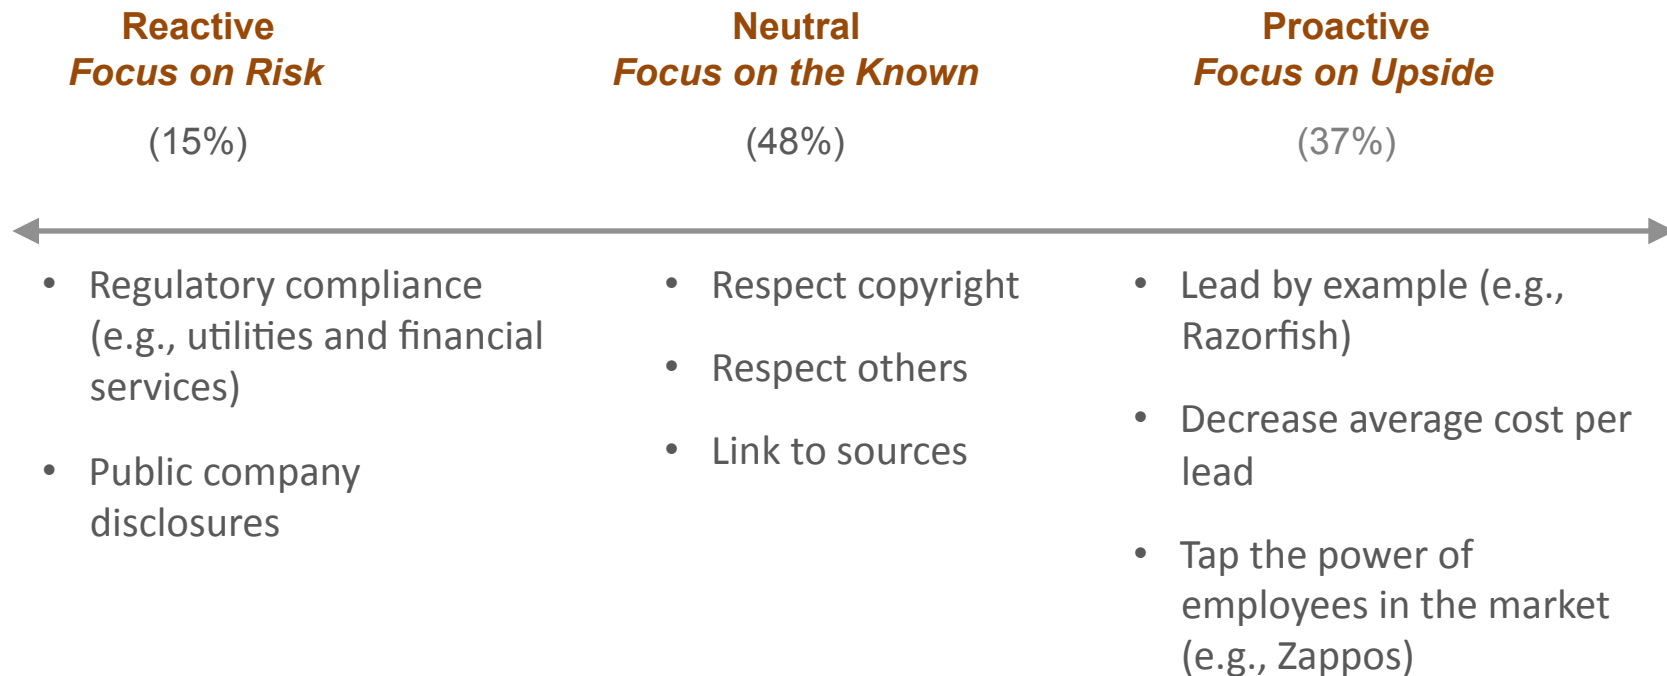 Reactive
Focus on Risk
(15%)
Neutral
Focus on the Known
(48%)
Proactive
Focus on Upside
(37%)
• Regulatory compliance
(e.g., utilities and financial
services)
• Public company
disclosures
• Respect copyright
• Respect others
• Link to sources
• Lead by example (e.g.,
Razorfish)
• Decrease average cost per
lead
• Tap the power of
employees in the market
(e.g., Zappos)